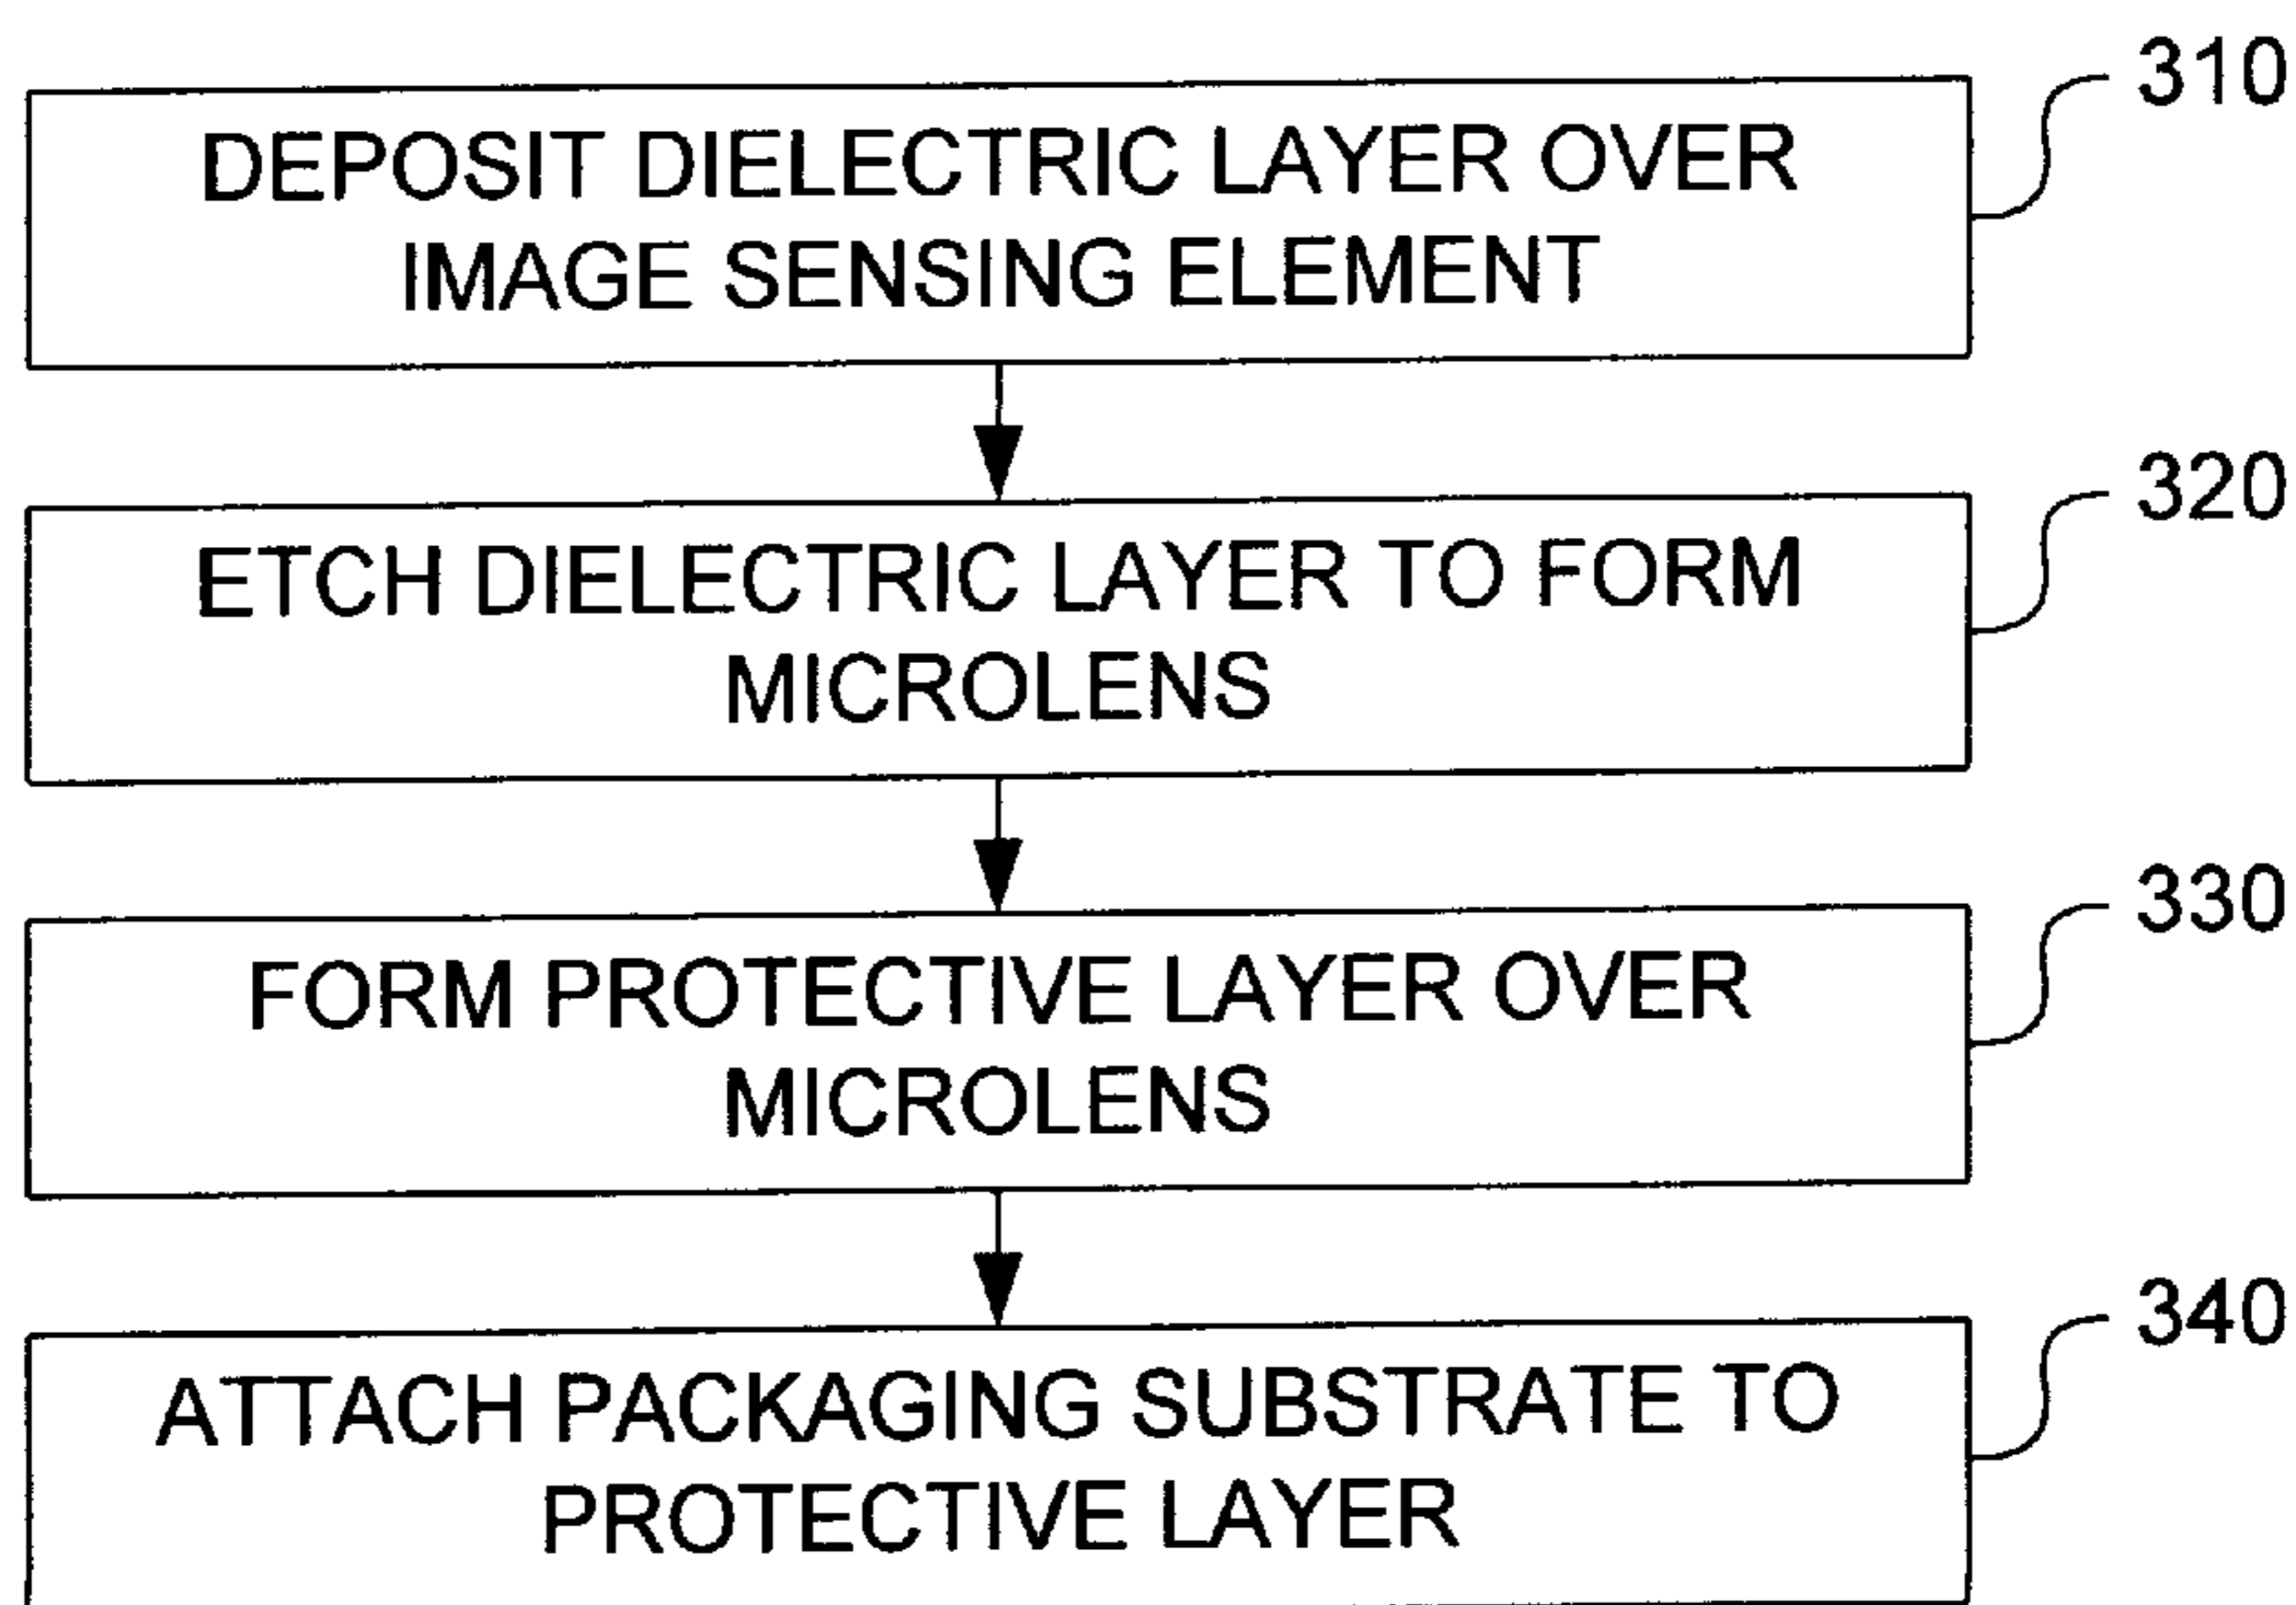 310
DEPOSIT DIELECTRIC LAYER OVER
IMAGE SENSING ELEMENT
320
ETCH DIELECTRIC LAYER TO FORM
MICROLENS
330
FORM PROTECTIVE LAYER OVER
MICROLENS
340
ATTACH PACKAGING SUBSTRATE TO
PROTECTIVE LAYER